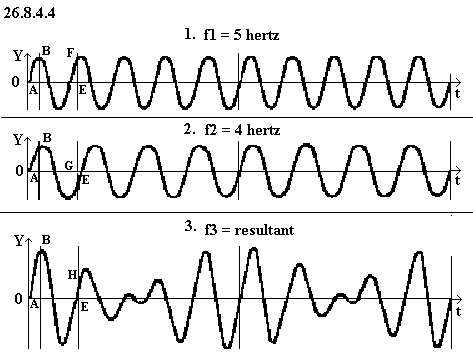 26.8.4.4
1. f1 = 5 hertz
Y B F
0 A E t
2. f2 = 4 hertz
Y B
0 A G E t
3. f3 = resultant
Y B
H
0 A E t